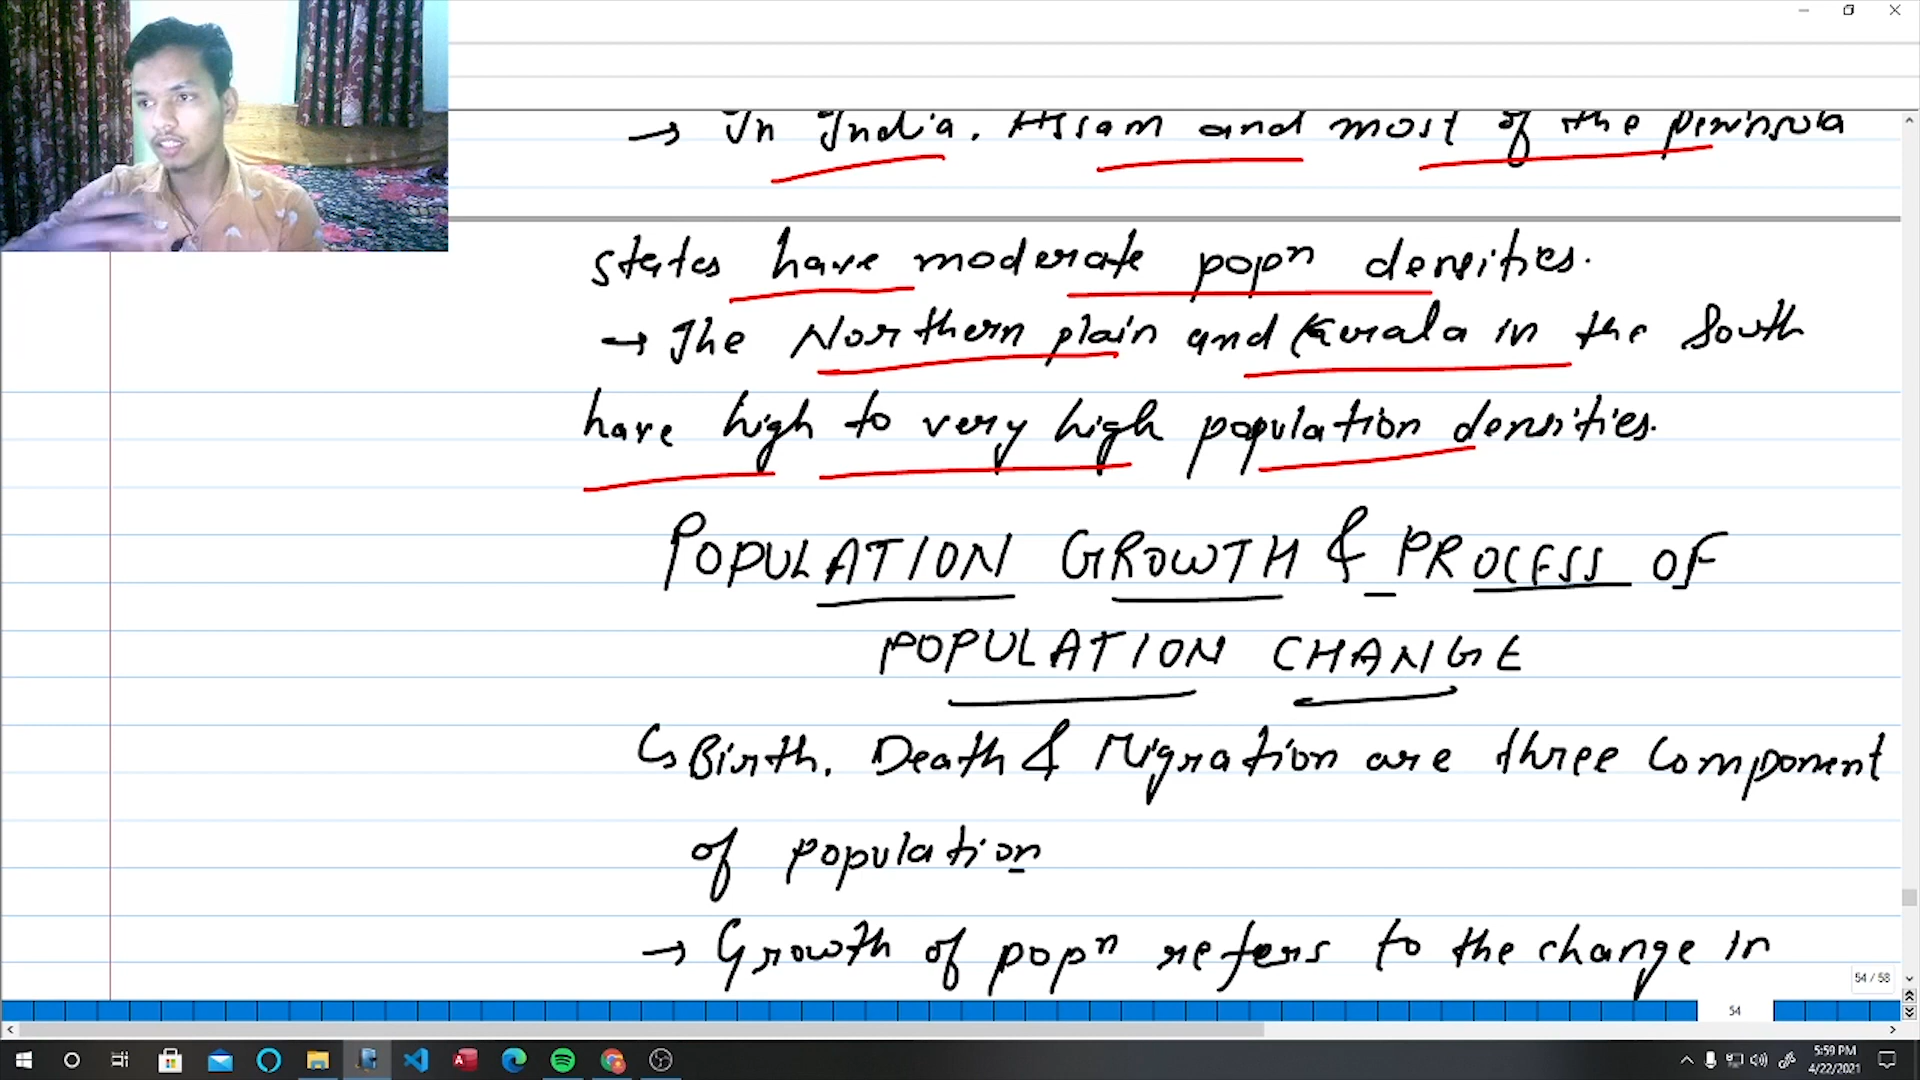 → In India. Assam and most of the peninsula
states have moderate popⁿ densities.
→ The Northern plain and Kerala in the South
have high to very high population densities.
POPULATION GROWTH & PROCESS OF
POPULATION CHANGE
↳ Birth. Death & Migration are three Component
of population
→ Growth of popⁿ refers to the change in
54 / 58
54
5:59 PM
4/22/2021